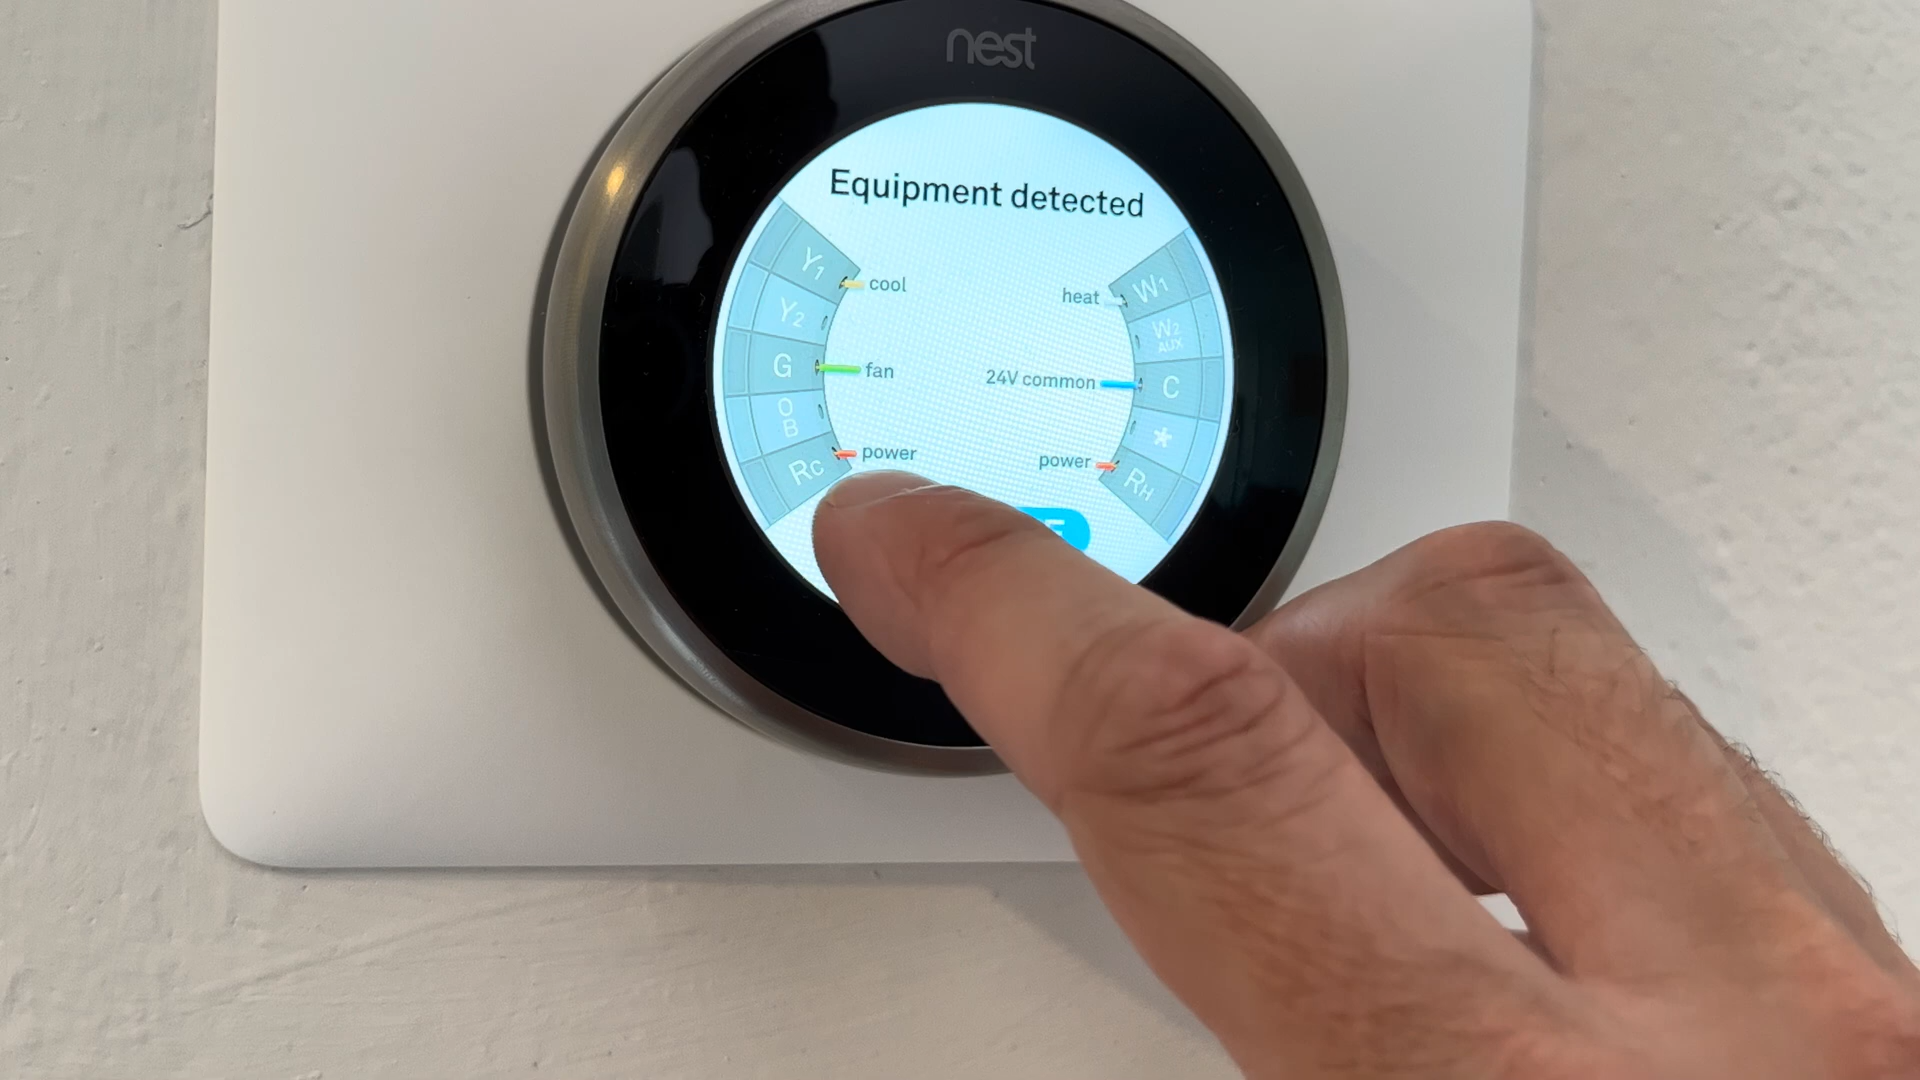 nest
Equipment detected
Y1
cool
Y2
G
fan
O
B
RC
power
heat
W1
W2
AUX
24V common
C
*
power
RH